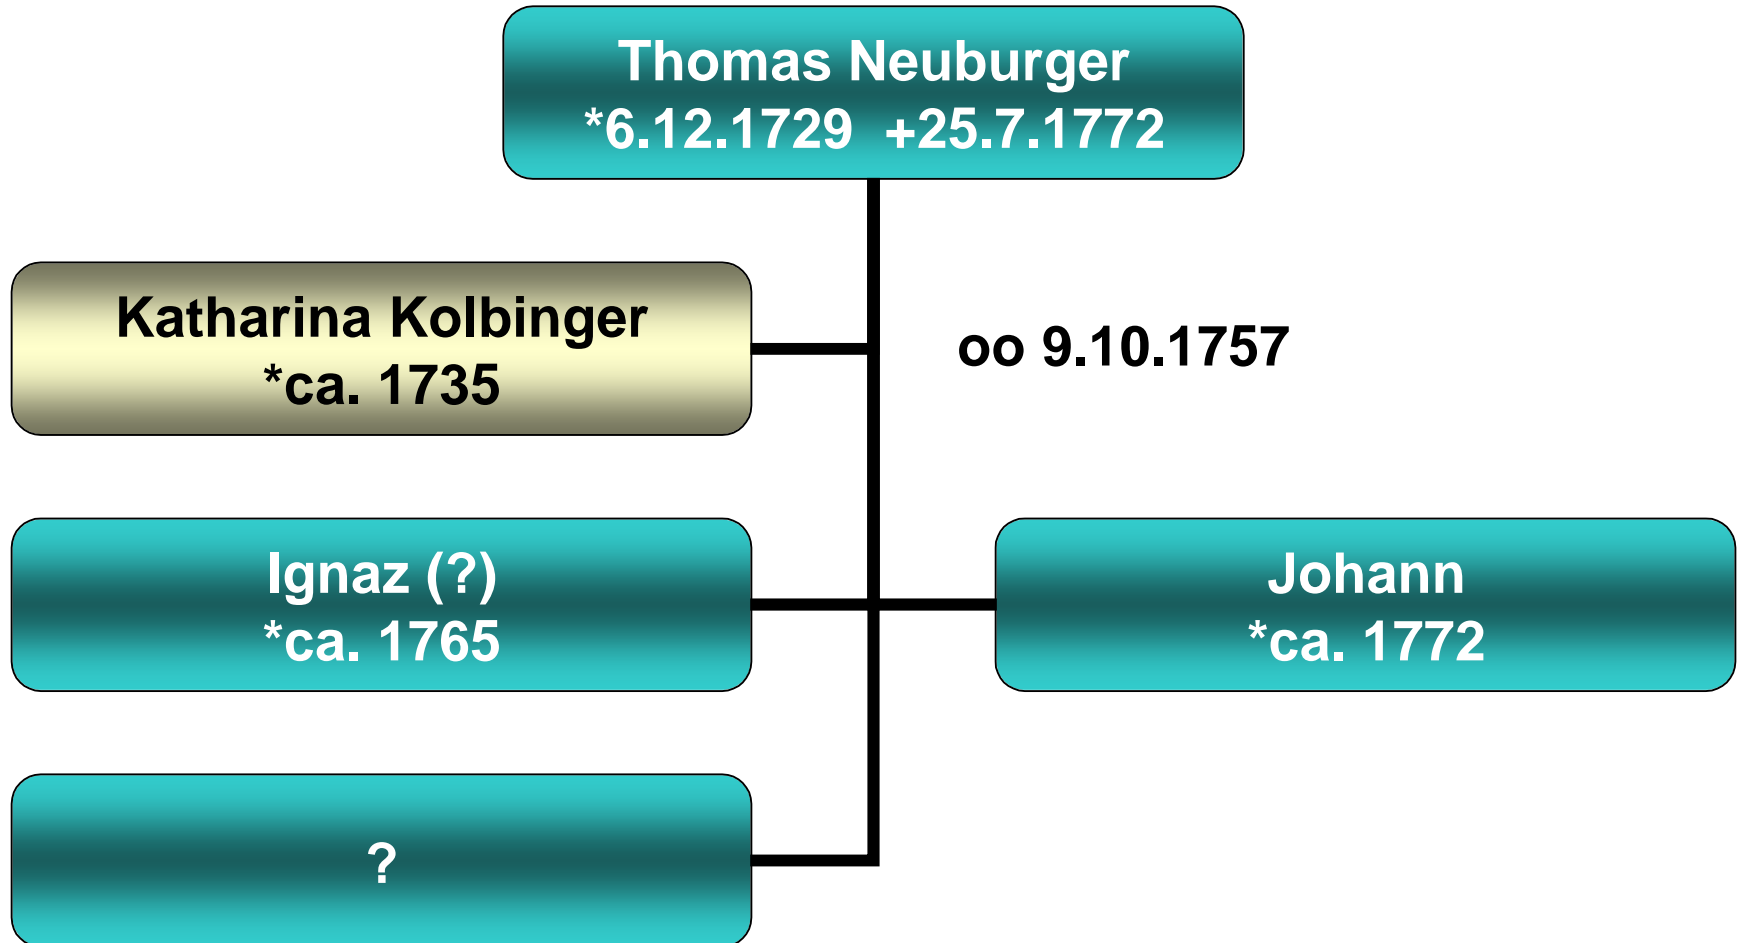 Thomas Neuburger
*6.12.1729 +25.7.1772
Katharina Kolbinger
*ca. 1735
oo 9.10.1757
Ignaz (?)
*ca. 1765
Johann
*ca. 1772
?